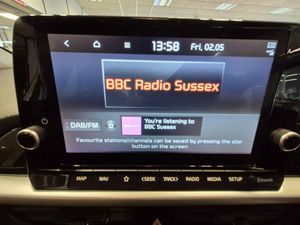 13:58 Fri, 02.05
BBC Radio Sussex
DAB/FM
You're listening to
BBC Sussex
Favourite stations/channels can be saved by pressing the star
button on the screen.
MAP NAV <SEEK TRACK> RADIO MEDIA SETUP Bluetooth